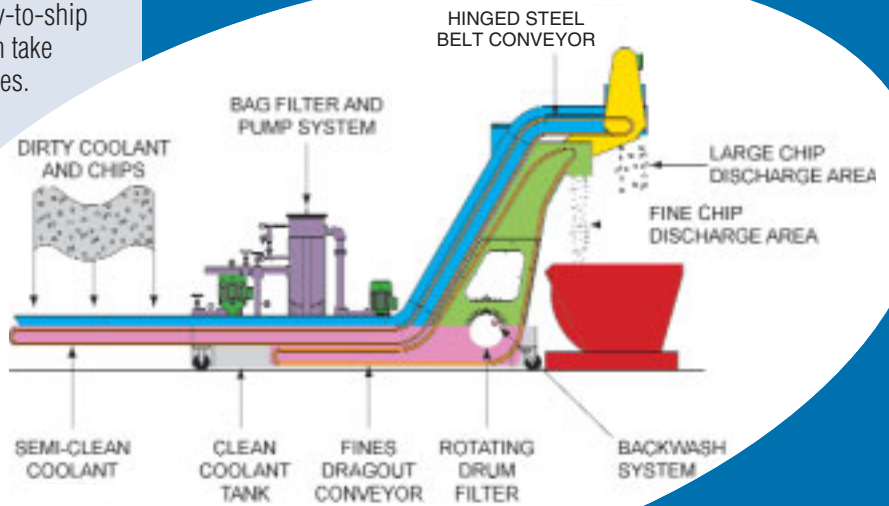 y-to-ship
take
es.
HINGED STEEL
BELT CONVEYOR
BAG FILTER AND
PUMP SYSTEM
DIRTY COOLANT
AND CHIPS
LARGE CHIP
DISCHARGE AREA
FINE CHIP
DISCHARGE AREA
SEMI-CLEAN
COOLANT
CLEAN
COOLANT
TANK
FINES
DRAGOUT
CONVEYOR
ROTATING
DRUM
FILTER
BACKWASH
SYSTEM